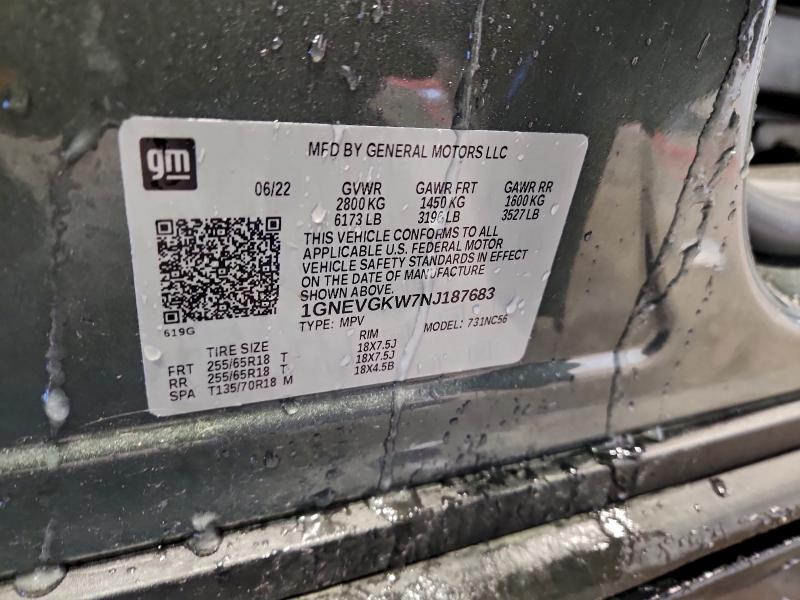 gm
MFD BY GENERAL MOTORS LLC
06/22 GVWR GAWR FRT GAWR RR
2800 KG 1450 KG 1600 KG
6173 LB 3196 LB 3527 LB
THIS VEHICLE CONFORMS TO ALL
APPLICABLE U.S. FEDERAL MOTOR
VEHICLE SAFETY STANDARDS IN EFFECT
ON THE DATE OF MANUFACTURE
SHOWN ABOVE.
1GNEVGKW7NJ187683
619G
TYPE: MPV MODEL: 731NC56
TIRE SIZE RIM
FRT 255/65R18 T 18X7.5J
RR 255/65R18 T 18X7.5J
SPA T135/70R18 M 18X4.5B